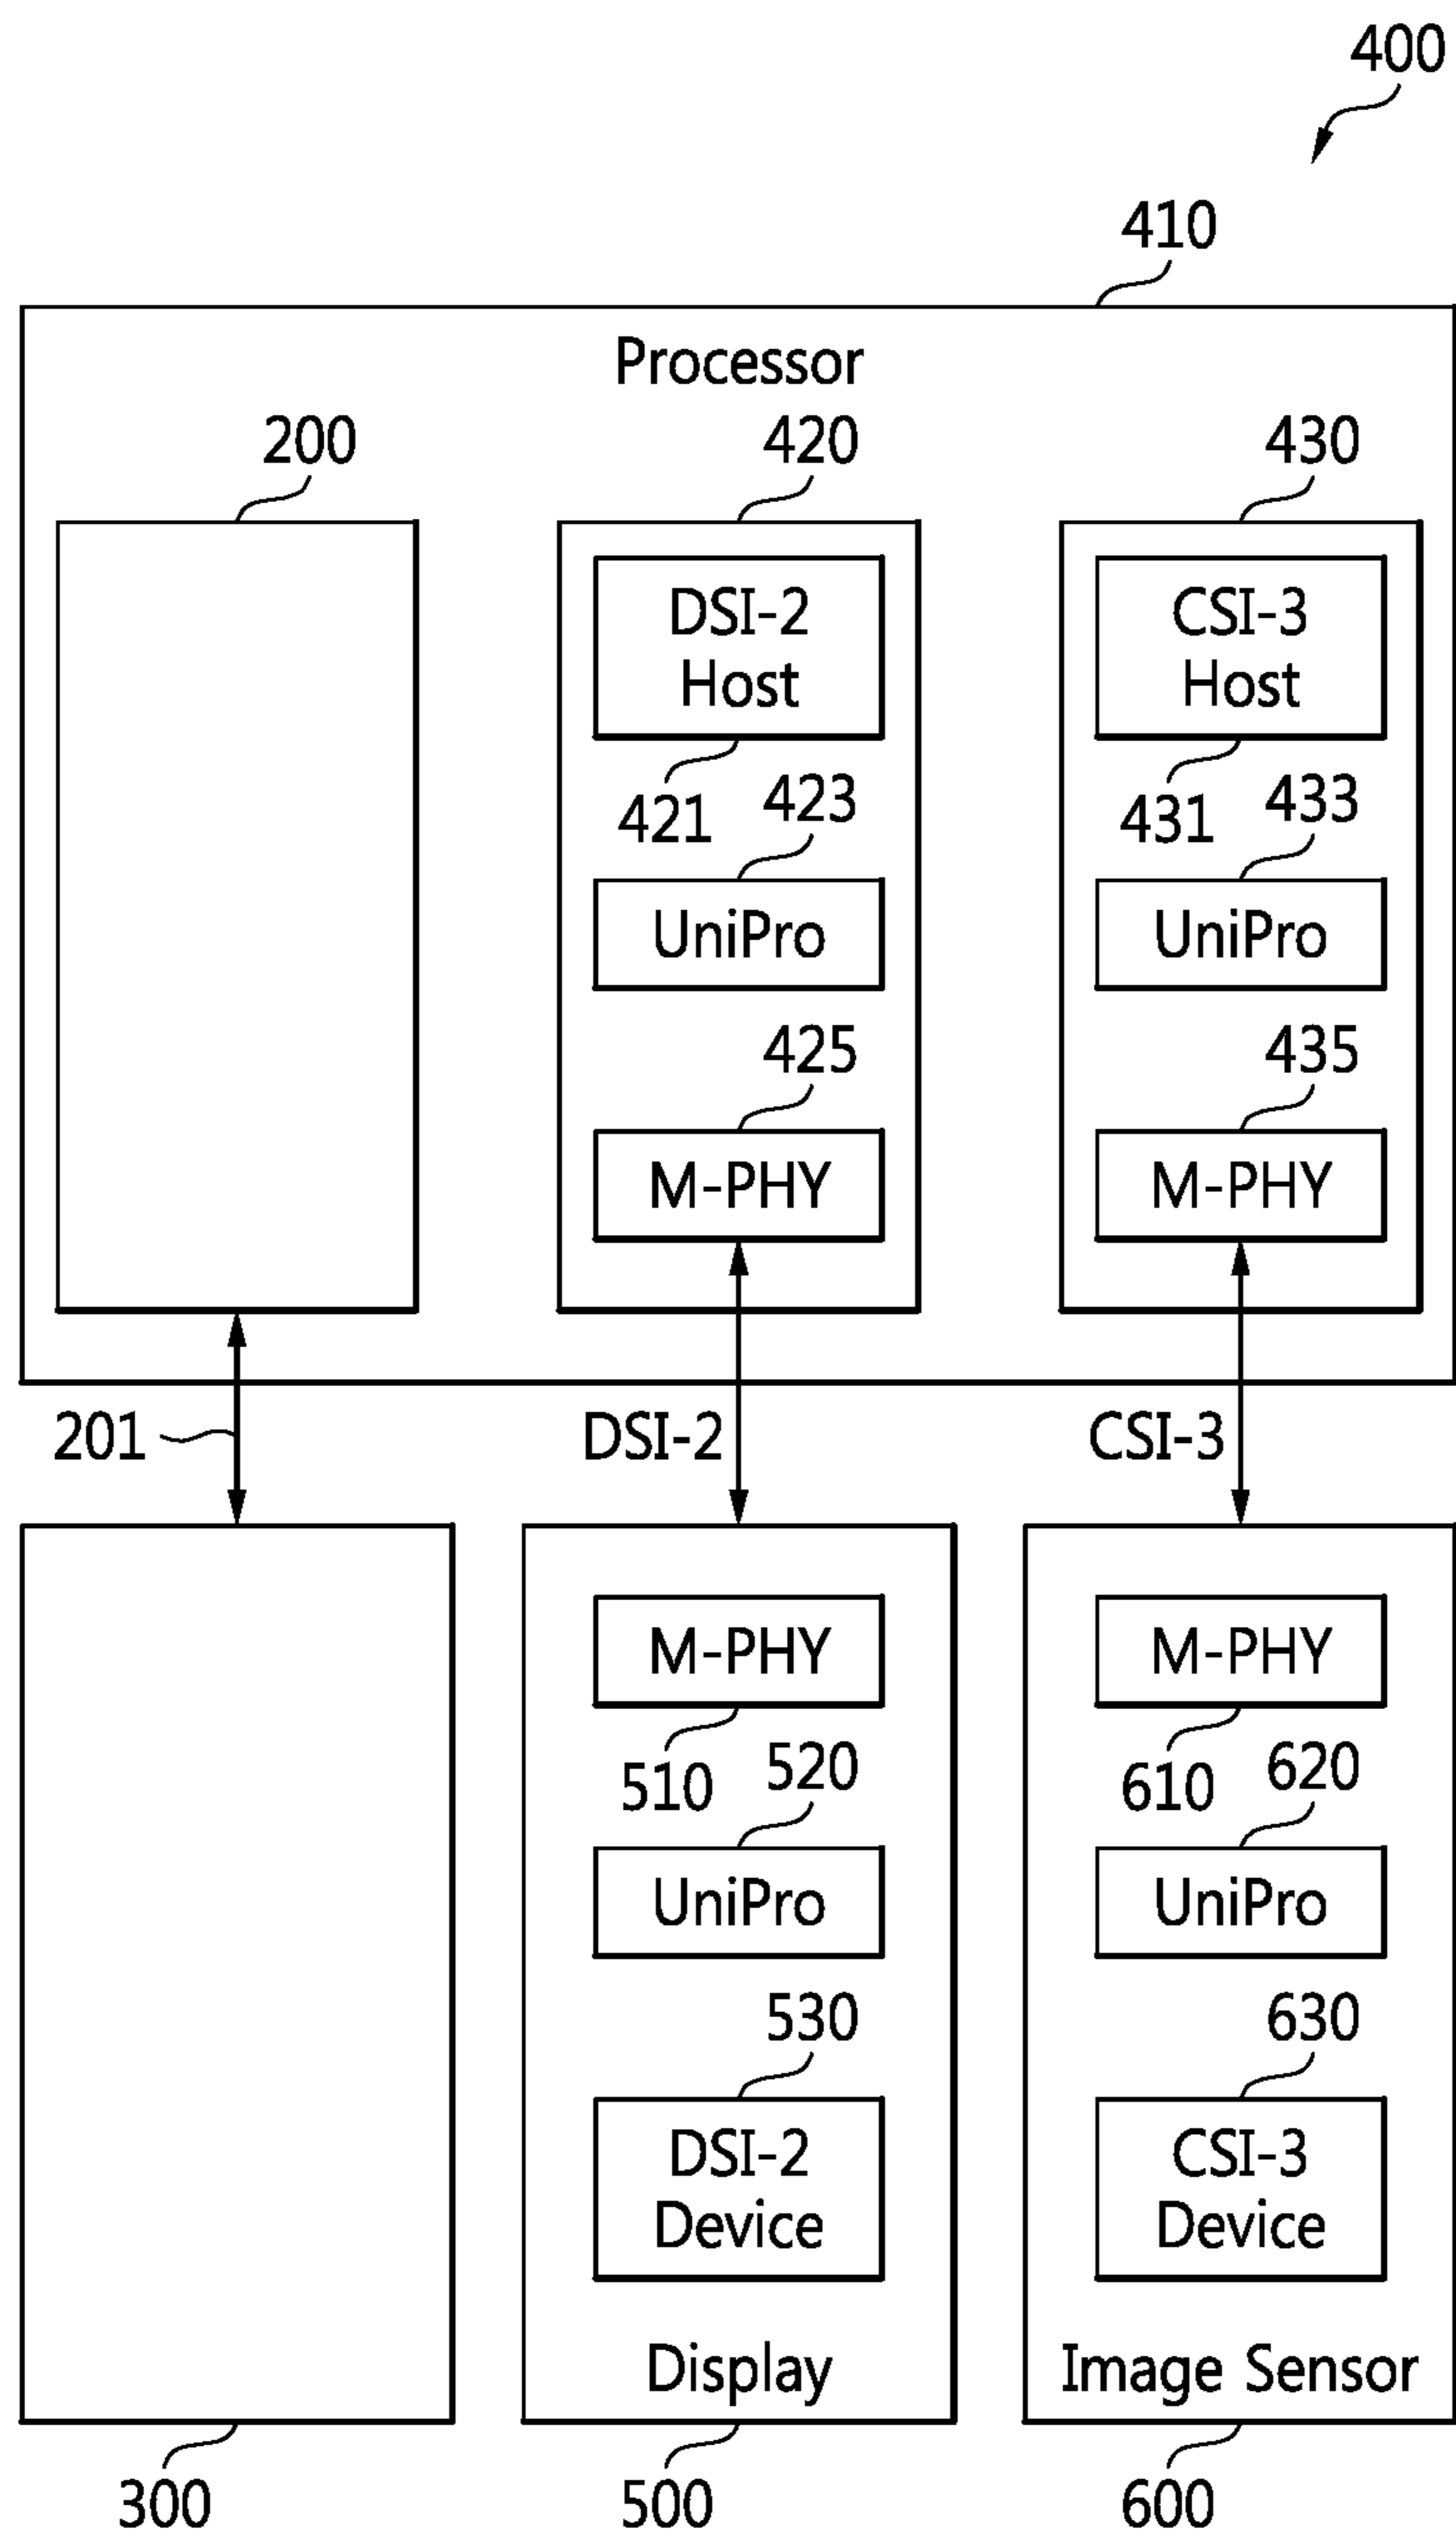 400
410
Processor
200
420
430
DSI-2
Host
CSI-3
Host
421
423
431
433
UniPro
UniPro
425
435
M-PHY
M-PHY
201
DSI-2
CSI-3
M-PHY
M-PHY
510
520
610
620
UniPro
UniPro
530
630
DSI-2
Device
CSI-3
Device
Display
Image Sensor
300
500
600